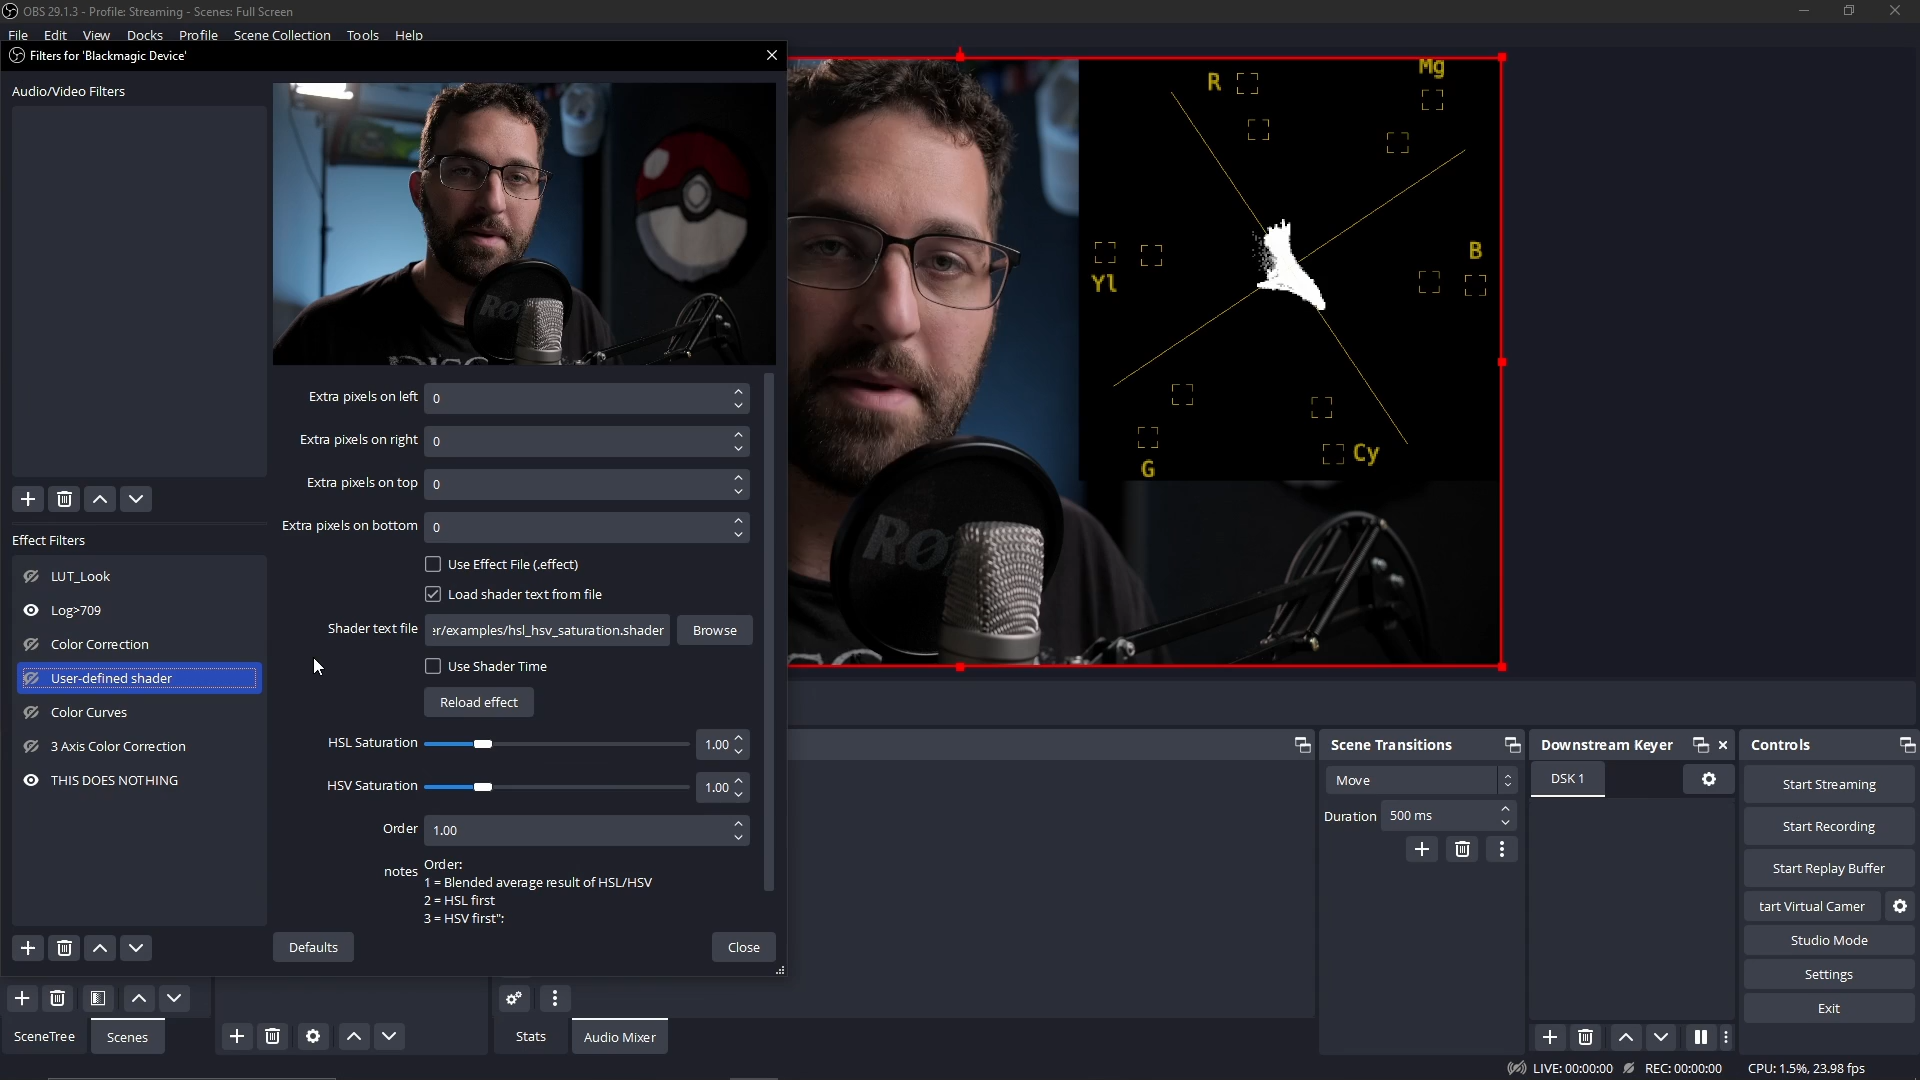 OBS 29.1.3 - Profile: Streaming - Scenes: Full Screen
File Edit View Docks Profile Scene Collection Tools Help
Filters for 'Blackmagic Device'
Audio/Video Filters
Effect Filters
LUT_Look
Log>709
Color Correction
User-defined shader
Color Curves
3 Axis Color Correction
THIS DOES NOTHING
Extra pixels on left 0
Extra pixels on right 0
Extra pixels on top 0
Extra pixels on bottom 0
Use Effect File (.effect)
Load shader text from file
Shader text file er/examples/hsl_hsv_saturation.shader Browse
Use Shader Time
Reload effect
HSL Saturation 1.00
HSV Saturation 1.00
Order 1.00
notes Order:
1 = Blended average result of HSL/HSV
2 = HSL first
3 = HSV first":
Defaults
Close
R
Mg
B
Yl
G
Cy
Scene Transitions
Move
Duration 500 ms
Downstream Keyer
DSK 1
Controls
Start Streaming
Start Recording
Start Replay Buffer
tart Virtual Camer
Studio Mode
Settings
Exit
SceneTree
Scenes
Stats
Audio Mixer
LIVE: 00:00:00 REC: 00:00:00 CPU: 1.5%, 23.98 fps